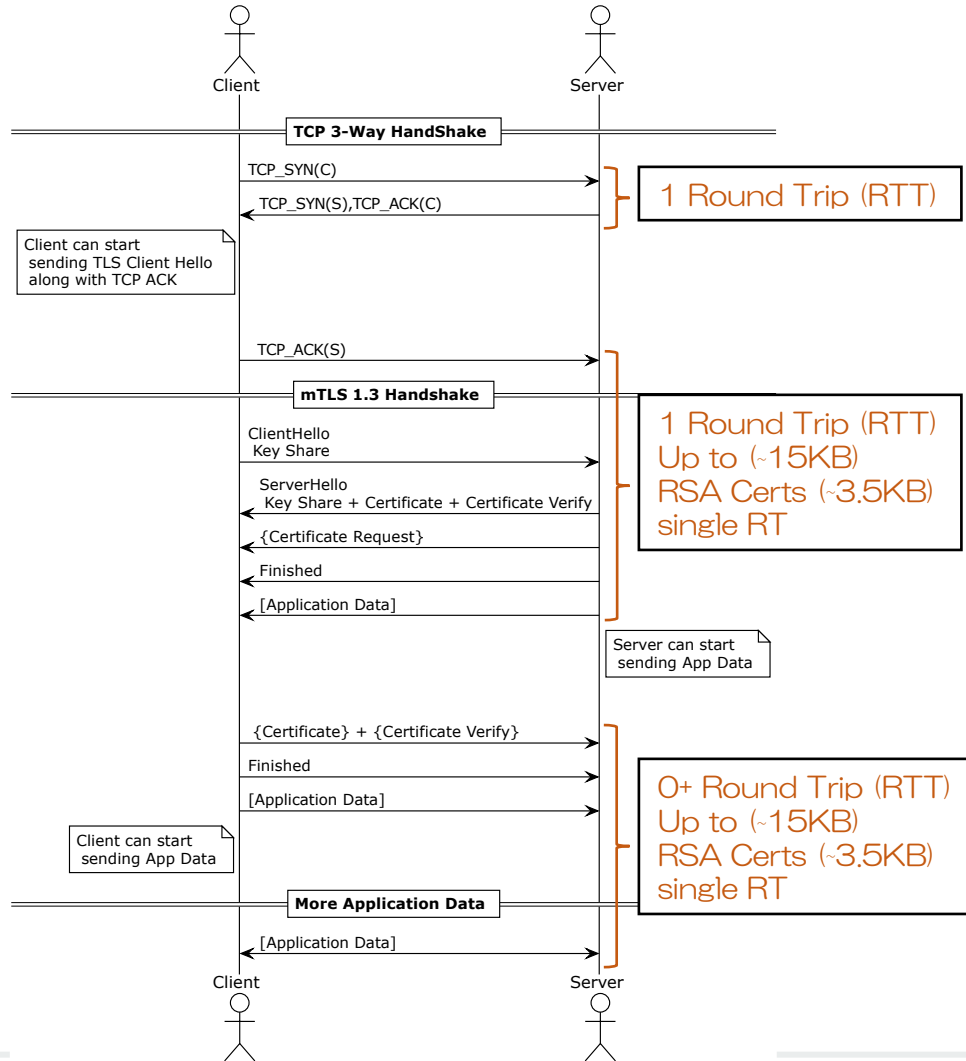 Client
Server
TCP 3-Way HandShake
TCP_SYN(C)
TCP_SYN(S),TCP_ACK(C)
1 Round Trip (RTT)
Client can start
sending TLS Client Hello
along with TCP ACK
TCP_ACK(S)
mTLS 1.3 Handshake
ClientHello
Key Share
ServerHello
Key Share + Certificate + Certificate Verify
{Certificate Request}
Finished
[Application Data]
1 Round Trip (RTT)
Up to (~15KB)
RSA Certs (~3.5KB)
single RT
Server can start
sending App Data
{Certificate} + {Certificate Verify}
Finished
[Application Data]
Client can start
sending App Data
0+ Round Trip (RTT)
Up to (~15KB)
RSA Certs (~3.5KB)
single RT
More Application Data
[Application Data]
Client
Server